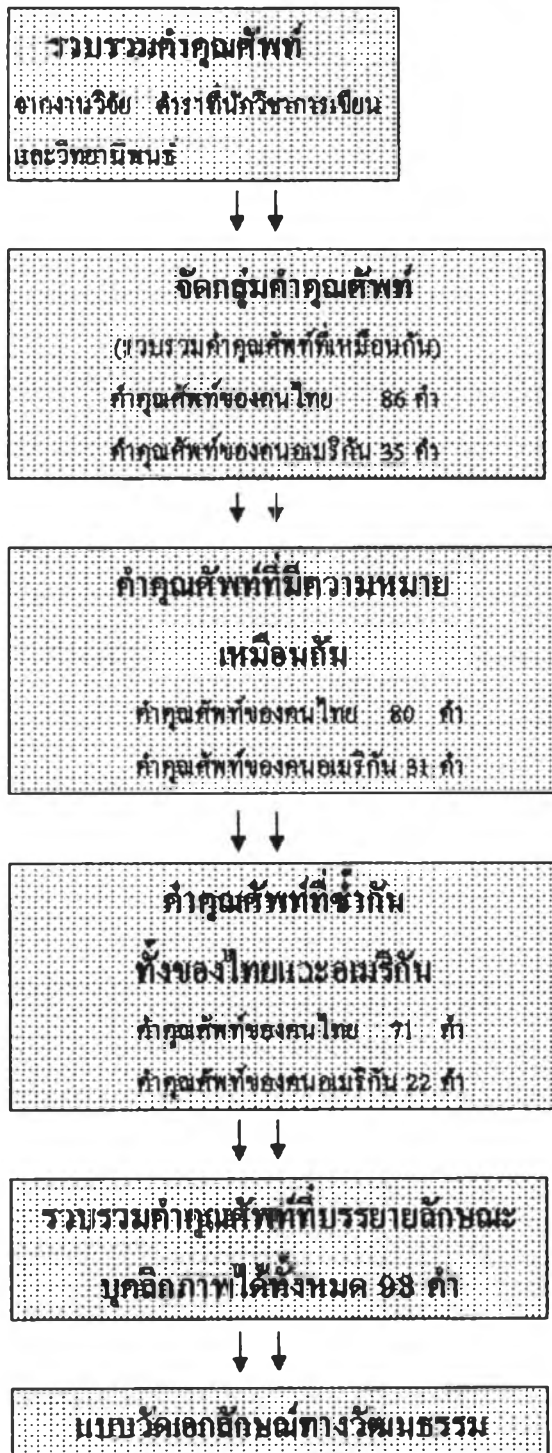 รวบรวมคำคุณศัพท์
จากงานวิจัย ตำราที่นักวิชาการเขียน
และวิทยานิพนธ์
จัดกลุ่มคำคุณศัพท์
(รวบรวมคำคุณศัพท์ที่เหมือนกัน)
คำคุณศัพท์ของคนไทย 86 คำ
คำคุณศัพท์ของคนอเมริกัน 35 คำ
คำคุณศัพท์ที่มีความหมาย
เหมือนกัน
คำคุณศัพท์ของคนไทย 80 คำ
คำคุณศัพท์ของคนอเมริกัน 31 คำ
คำคุณศัพท์ที่ซ้ำกัน
ทั้งของไทยและอเมริกัน
คำคุณศัพท์ของคนไทย 71 คำ
คำคุณศัพท์ของคนอเมริกัน 22 คำ
รวบรวมคำคุณศัพท์ที่บรรยายลักษณะ
บุคลิกภาพได้ทั้งหมด 93 คำ
แบบวัดเอกลักษณ์ทางวัฒนธรรม